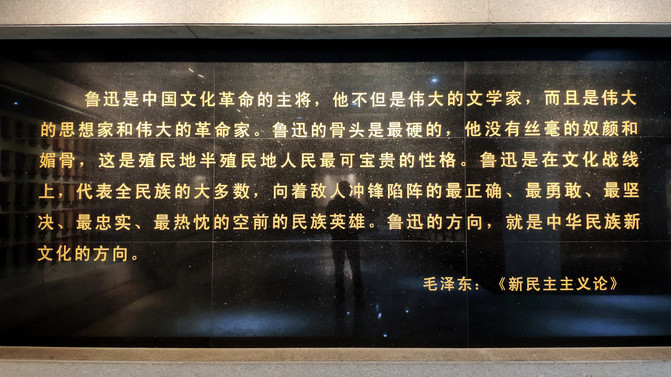 鲁迅是中国文化革命的主将，他不但是伟大的文学家，而且是伟大
的思想家和伟大的革命家。鲁迅的骨头是最硬的，他没有丝毫的奴颜和
媚骨，这是殖民地半殖民地人民最可宝贵的性格。鲁迅是在文化战线
上，代表全民族的大多数，向着敌人冲锋陷阵的最正确、最勇敢、最坚
决、最忠实、最热忱的空前的民族英雄。鲁迅的方向，就是中华民族新
文化的方向。
毛泽东：《新民主主义论》